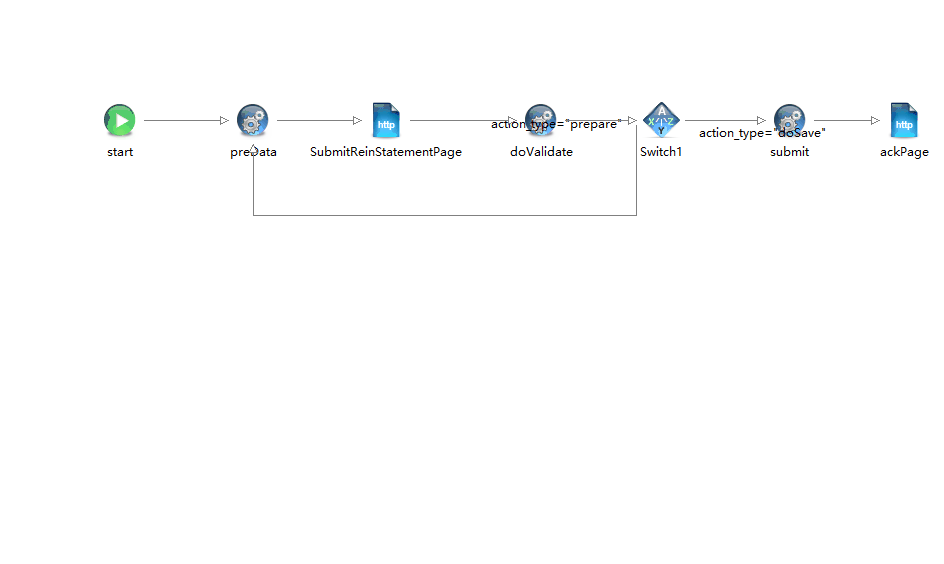 http
action_type="prepare"
A
X
Z
Y
action_type="doSave"
http
start
preData
SubmitReinStatementPage
doValidate
Switch1
submit
ackPage